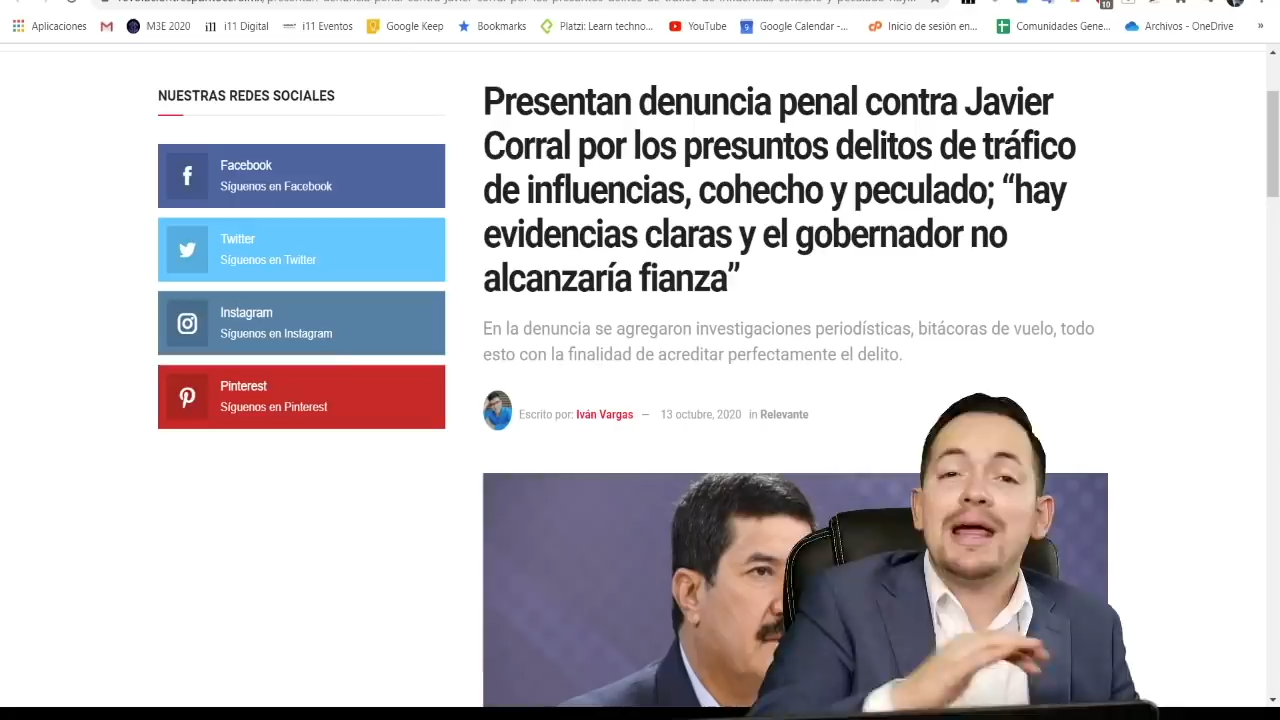 Aplicaciones
M3E 2020
i11 Digital
i11 Eventos
Google Keep
Bookmarks
Platzi: Learn techno...
YouTube
Google Calendar -...
Inicio de sesión en...
Comunidades Gene...
Archivos - OneDrive
»
10
NUESTRAS REDES SOCIALES
Facebook
Síguenos en Facebook
Twitter
Síguenos en Twitter
Instagram
Síguenos en Instagram
Pinterest
Síguenos en Pinterest
Presentan denuncia penal contra Javier
Corral por los presuntos delitos de tráfico
de influencias, cohecho y peculado; “hay
evidencias claras y el gobernador no
alcanzaría fianza”
En la denuncia se agregaron investigaciones periodísticas, bitácoras de vuelo, todo
esto con la finalidad de acreditar perfectamente el delito.
Escrito por: Iván Vargas — 13 octubre, 2020 in Relevante